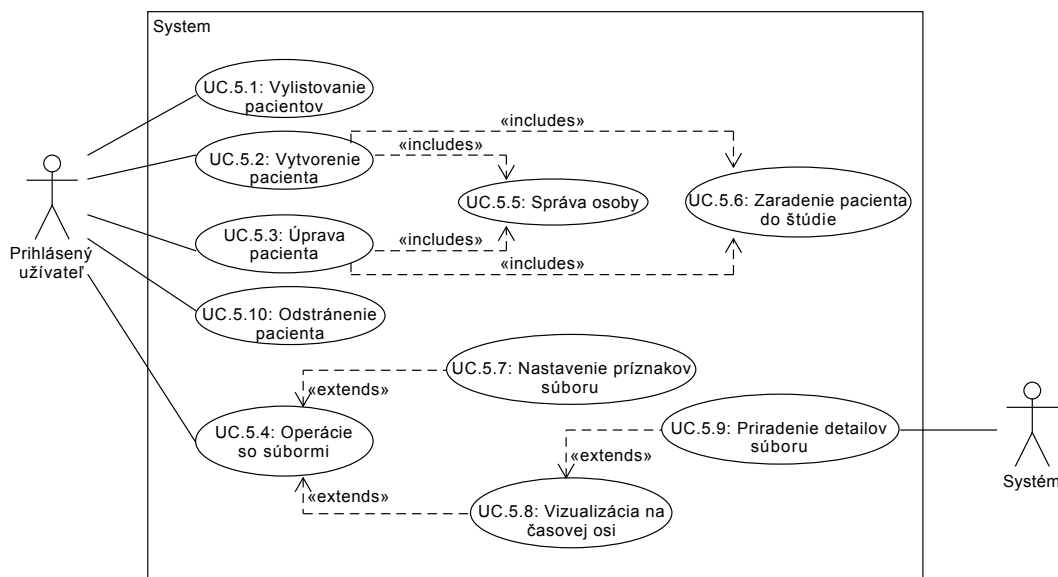 System
UC.5.1: Vylistovanie
pacientov
«includes»
«includes»
UC.5.2: Vytvorenie
pacienta
UC.5.5: Správa osoby
UC.5.6: Zaradenie pacienta
do štúdie
UC.5.3: Úprava
pacienta
«includes»
«includes»
Prihlásený
užívateľ
UC.5.10: Odstránenie
pacienta
UC.5.7: Nastavenie príznakov
súboru
«extends»
UC.5.4: Operácie
so súbormi
UC.5.9: Priradenie detailov
súboru
«extends»
Systém
«extends»
UC.5.8: Vizualizácia na
časovej osi